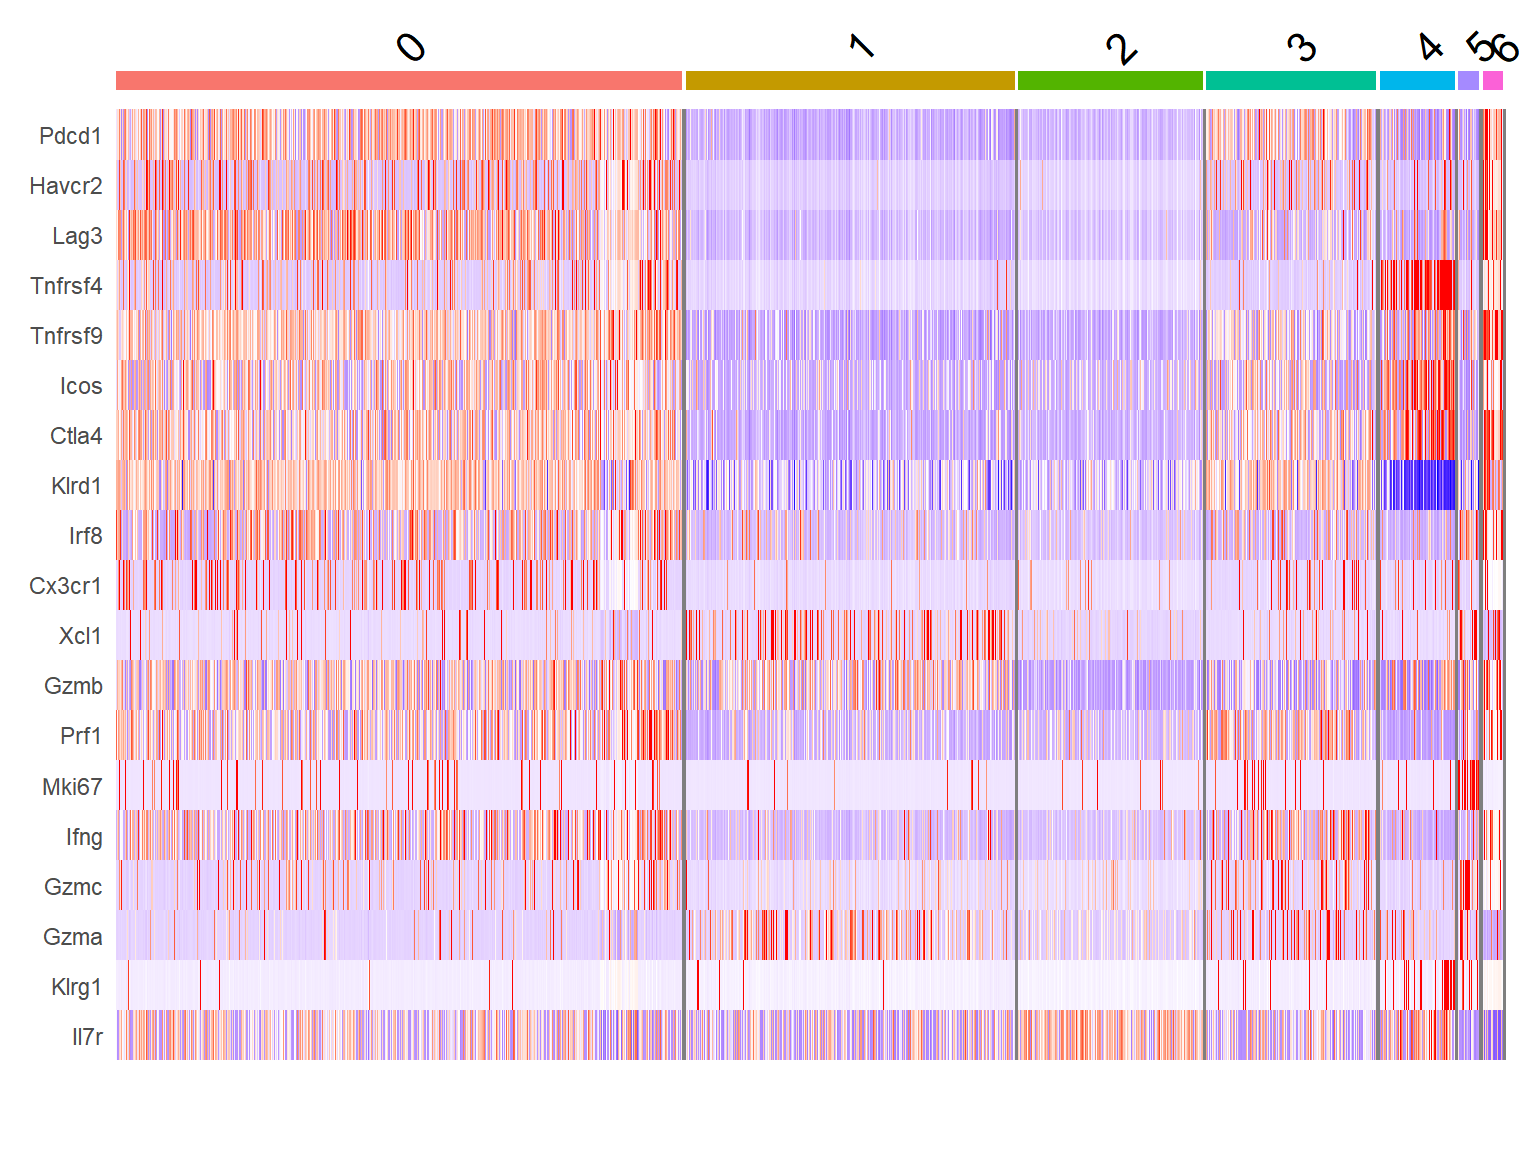 0 1 2 3 4 5 6
Pdcd1
Havcr2
Lag3
Tnfrsf4
Tnfrsf9
Icos
Ctla4
Klrd1
Irf8
Cx3cr1
Xcl1
Gzmb
Prf1
Mki67
Ifng
Gzmc
Gzma
Klrg1
Il7r